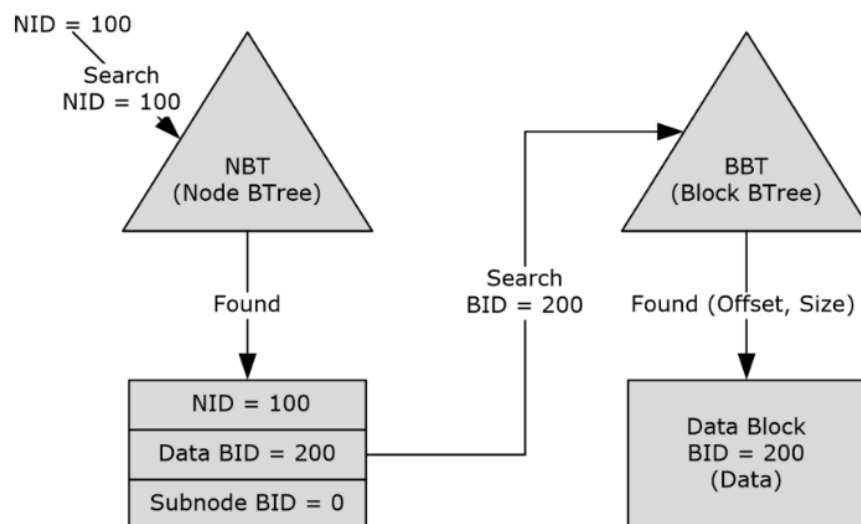 NID = 100
Search
NID = 100
NBT
(Node BTree)
Found
NID = 100
Data BID = 200
Subnode BID = 0
Search
BID = 200
BBT
(Block BTree)
Found (Offset, Size)
Data Block
BID = 200
(Data)